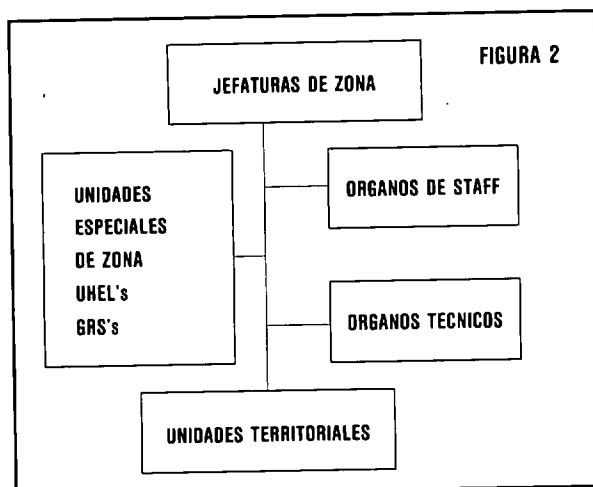 FIGURA 2
JEFATURAS DE ZONA
UNIDADES
ESPECIALES
DE ZONA
UHEL's
GRS's
ORGANOS DE STAFF
ORGANOS TECNICOS
UNIDADES TERRITORIALES